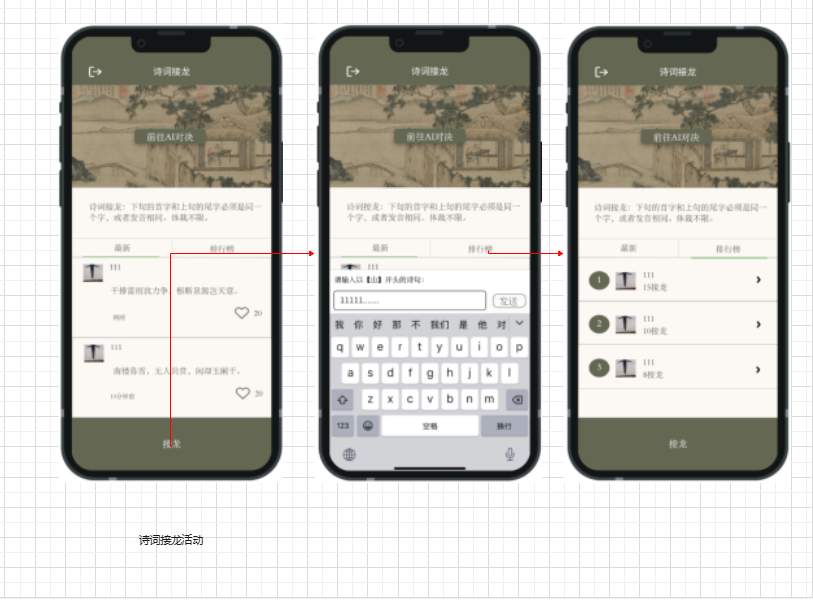 诗词接龙
前往AI对决
诗词接龙：下句的首字和上句的尾字必须是同一
个字，或者发音相同。体裁不限。
最新 排行榜
111
干排雷雨犹力争 根断泉源岂天意。
刚刚
20
111
南楼暮雪，无人共赏，闲却玉阑干。
15分钟前
20
接龙
诗词接龙
前往AI对决
诗词接龙：下句的首字和上句的尾字必须是同一
个字，或者发音相同。体裁不限。
最新 排行榜
111
请输入以【山】开头的诗句：
11111......
发送
我 你 好 那 不 我们 是 他 对
q w e r t y u i o p
a s d f g h j k l
z x c v b n m
123 空格 换行
诗词接龙
前往AI对决
诗词接龙：下句的首字和上句的尾字必须是同一
个字，或者发音相同。体裁不限。
最新 排行榜
1 111
15接龙
2 111
10接龙
3 111
8接龙
接龙
诗词接龙活动